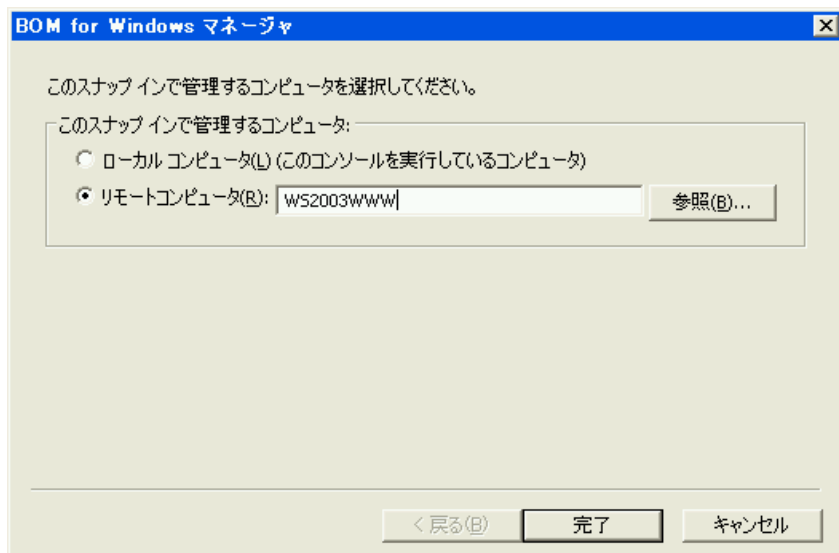 BOM for Windows マネージャ
このスナップインで管理するコンピュータを選択してください。
このスナップインで管理するコンピュータ:
ローカル コンピュータ(L) (このコンソールを実行しているコンピュータ)
リモートコンピュータ(R): WS2003WWW 参照(B)...
< 戻る(B) 完了 キャンセル